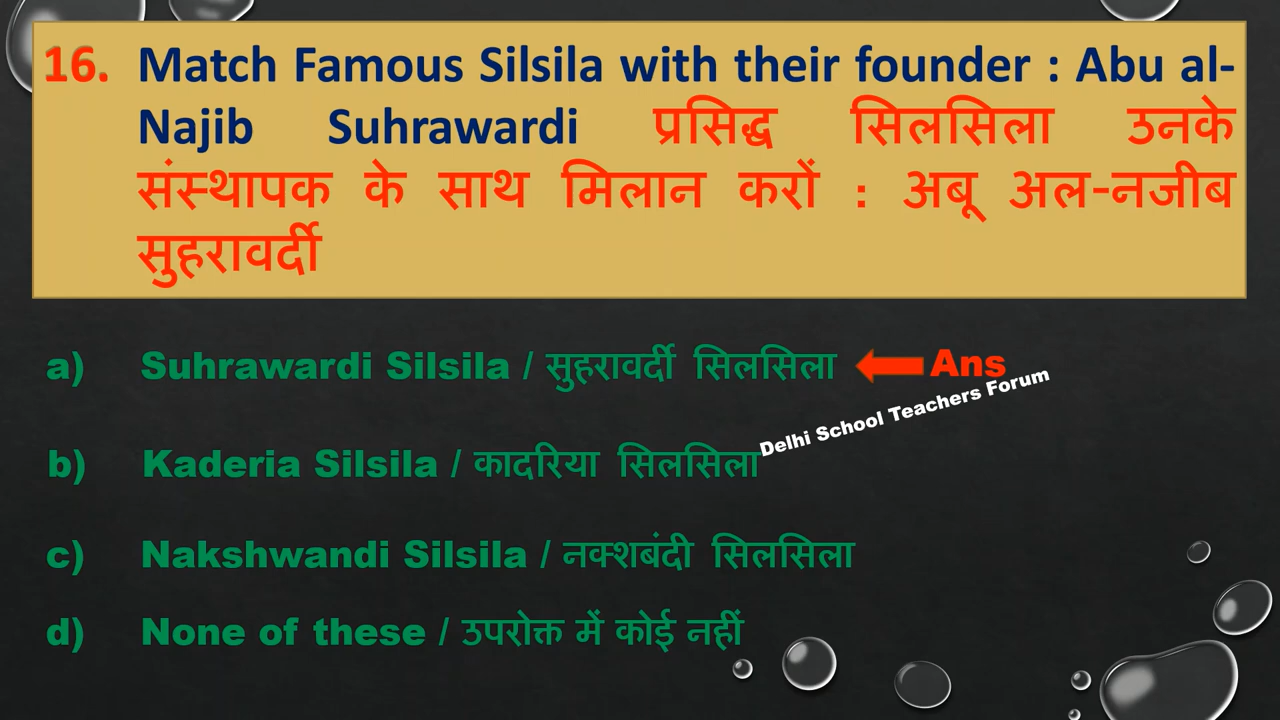 16. Match Famous Silsila with their founder : Abu al-
Najib Suhrawardi प्रसिद्ध सिलसिला उनके
संस्थापक के साथ मिलान करों : अबू अल-नजीब
सुहरावर्दी
a) Suhrawardi Silsila / सुहरावर्दी सिलसिला Ans
Delhi School Teachers Forum
b) Kaderia Silsila / कादरिया सिलसिला
c) Nakshwandi Silsila / नक्शबंदी सिलसिला
d) None of these / उपरोक्त में कोई नहीं